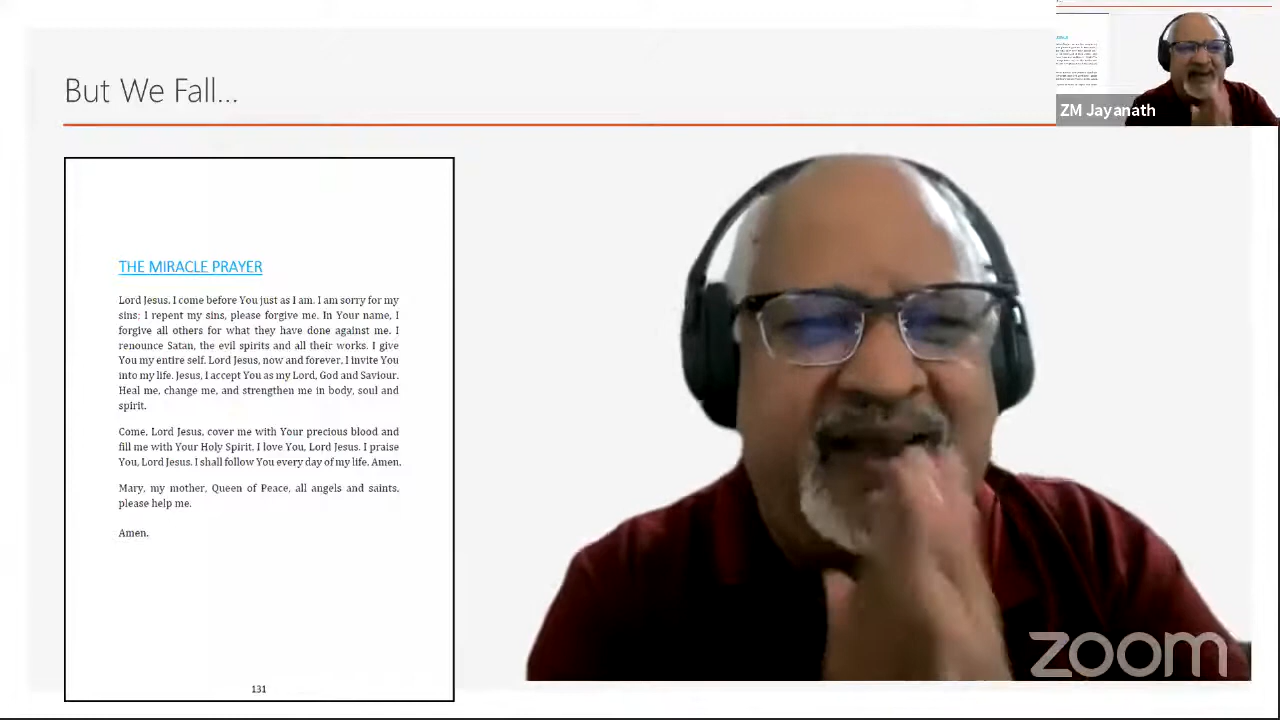 But We Fall...
ZM Jayanath
THE MIRACLE PRAYER
Lord Jesus, I come before You just as I am. I am sorry for my
sins; I repent my sins, please forgive me. In Your name, I
forgive all others for what they have done against me. I
renounce Satan, the evil spirits and all their works. I give
You my entire self. Lord Jesus, now and forever, I invite You
into my life. Jesus, I accept You as my Lord, God and Saviour.
Heal me, change me, and strengthen me in body, soul and
spirit.
Come, Lord Jesus, cover me with Your precious blood and
fill me with Your Holy Spirit. I love You, Lord Jesus. I praise
You, Lord Jesus. I shall follow You every day of my life. Amen.
Mary, my mother, Queen of Peace, all angels and saints,
please help me.
Amen.
131
zoom